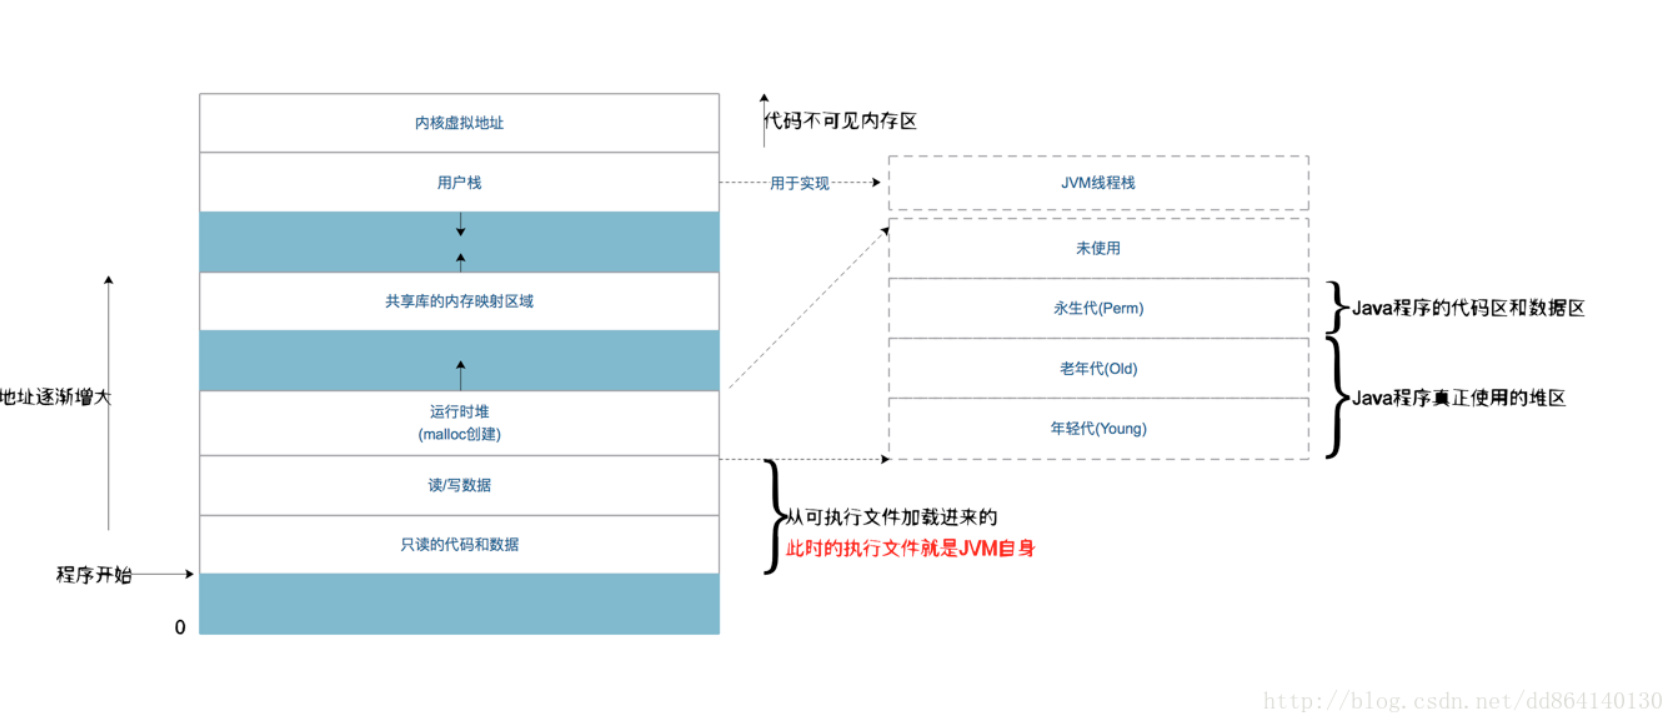 内核虚拟地址
代码不可见内存区
用户栈
用于实现
JVM线程栈
未使用
共享库的内存映射区域
永生代(Perm)
Java程序的代码区和数据区
老年代(Old)
地址逐渐增大
Java程序真正使用的堆区
运行时堆
(malloc创建)
年轻代(Young)
读/写数据
从可执行文件加载进来的
只读的代码和数据
此时的执行文件就是JVM自身
程序开始
0
http://blog.csdn.net/dd864140130